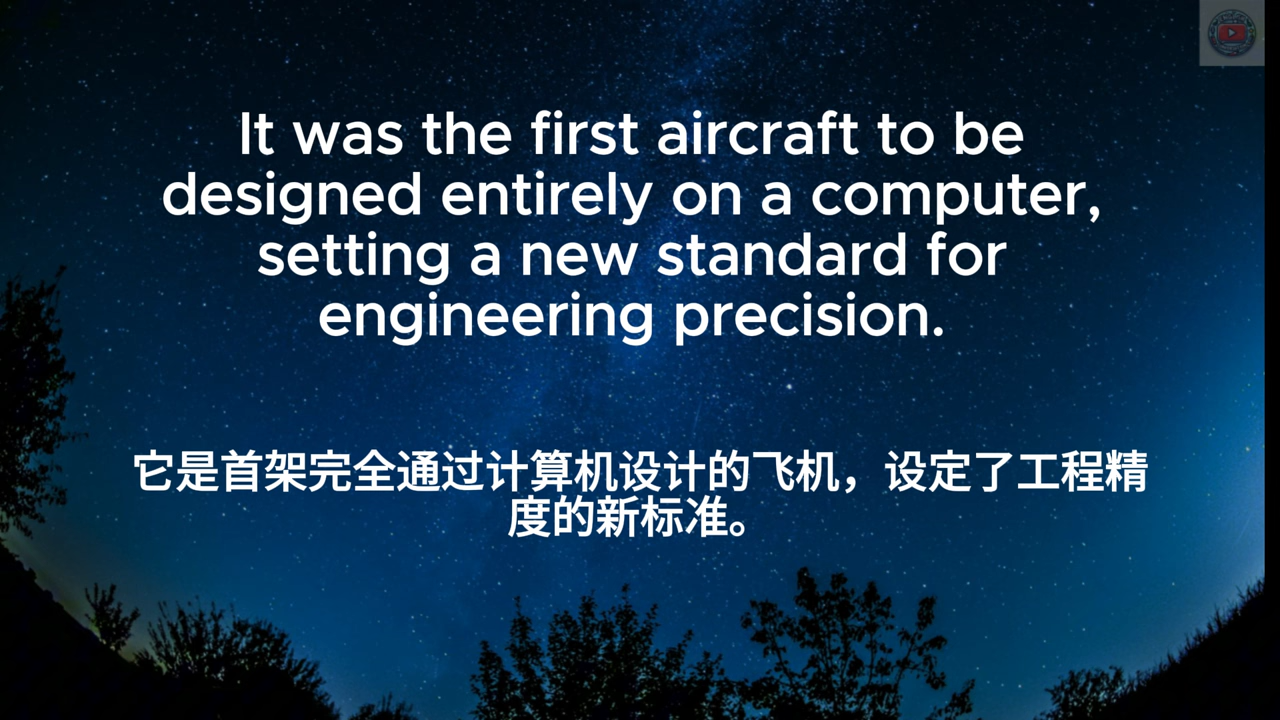 It was the first aircraft to be
designed entirely on a computer,
setting a new standard for
engineering precision.
它是首架完全通过计算机设计的飞机，设定了工程精
度的新标准。